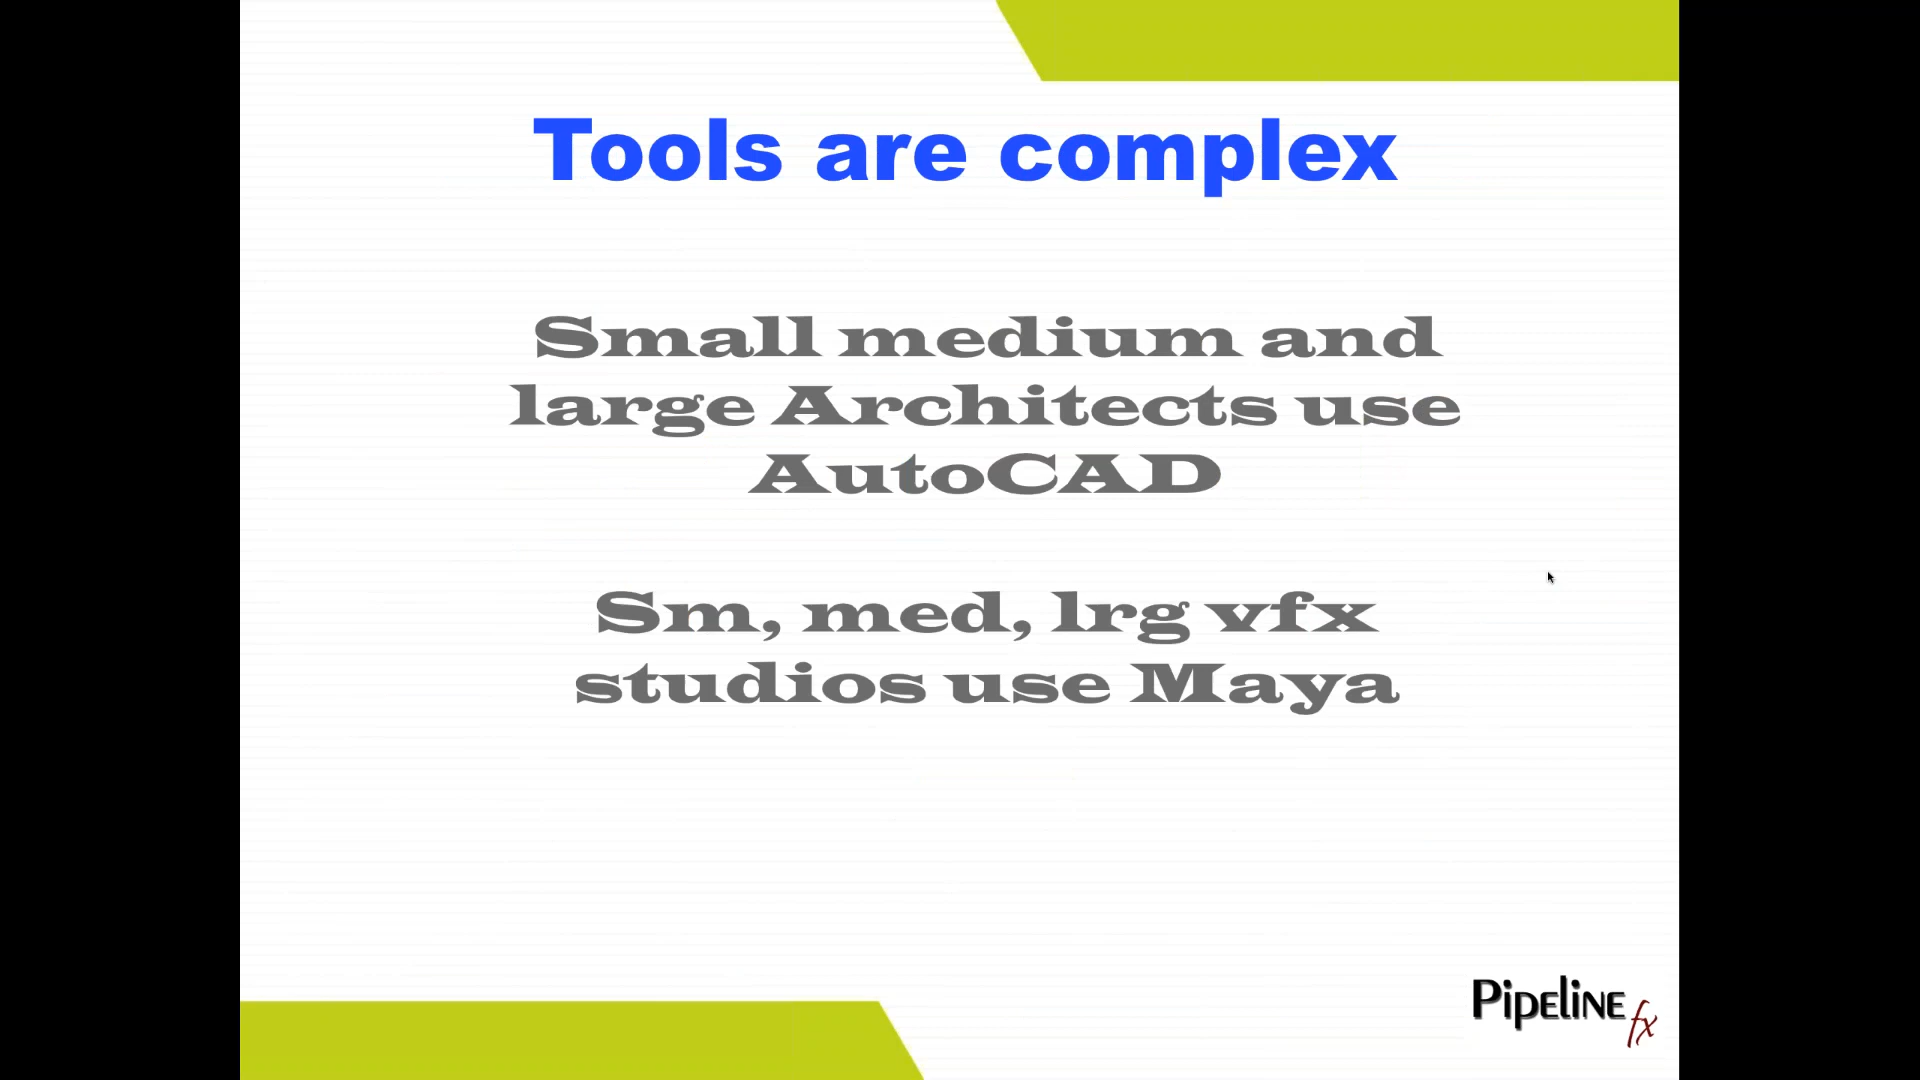 Tools are complex
Small medium and
large Architects use
AutoCAD
Sm, med, lrg vfx
studios use Maya
Pipeline fx